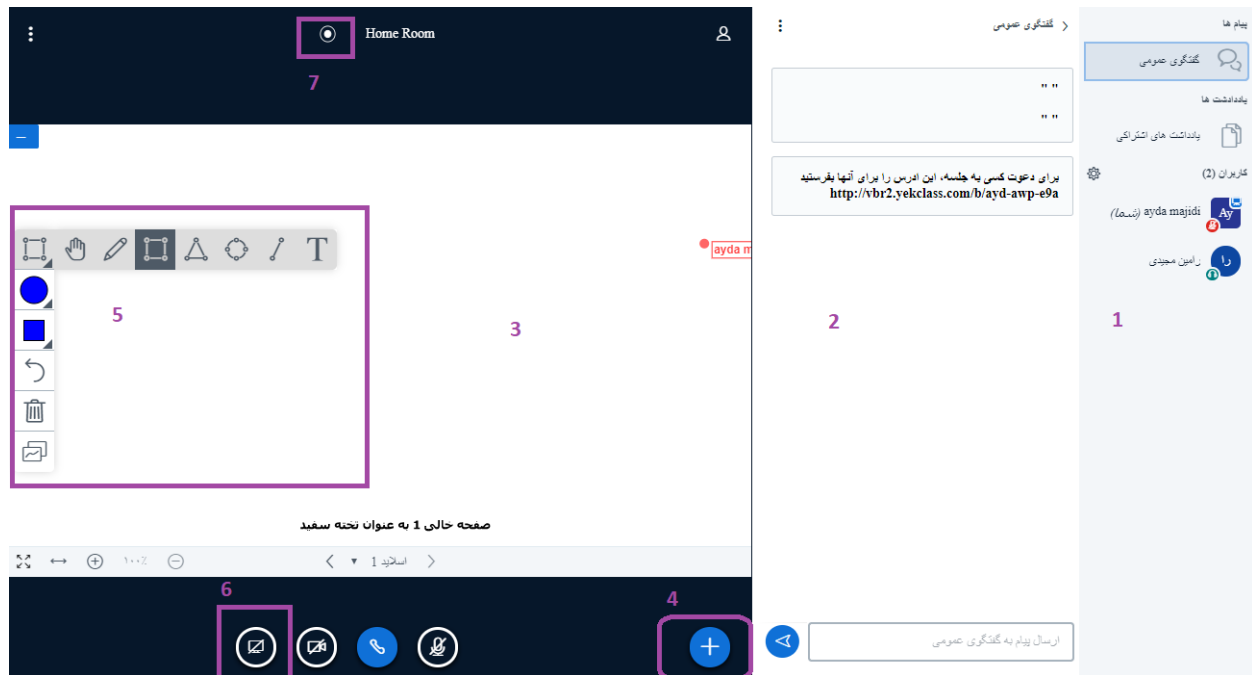 Home Room
7
ayda m
5
3
صفحه خالی 1 به عنوان تخته سفید
۱۰۰٪
اسلاید 1
6
4
گفتگوی عمومی
" "
" "
برای دعوت کسی به جلسه، این ادرس را برای آنها بفرستید
http://vbr2.yekclass.com/b/ayd-awp-e9a
2
ارسال پیام به گفتگوی عمومی
پیام ها
گفتگوی عمومی
یادداشت ها
یادداشت های اشتراکی
کاربران (2)
Ay
ayda majidi (شما)
را
رامین مجیدی
1